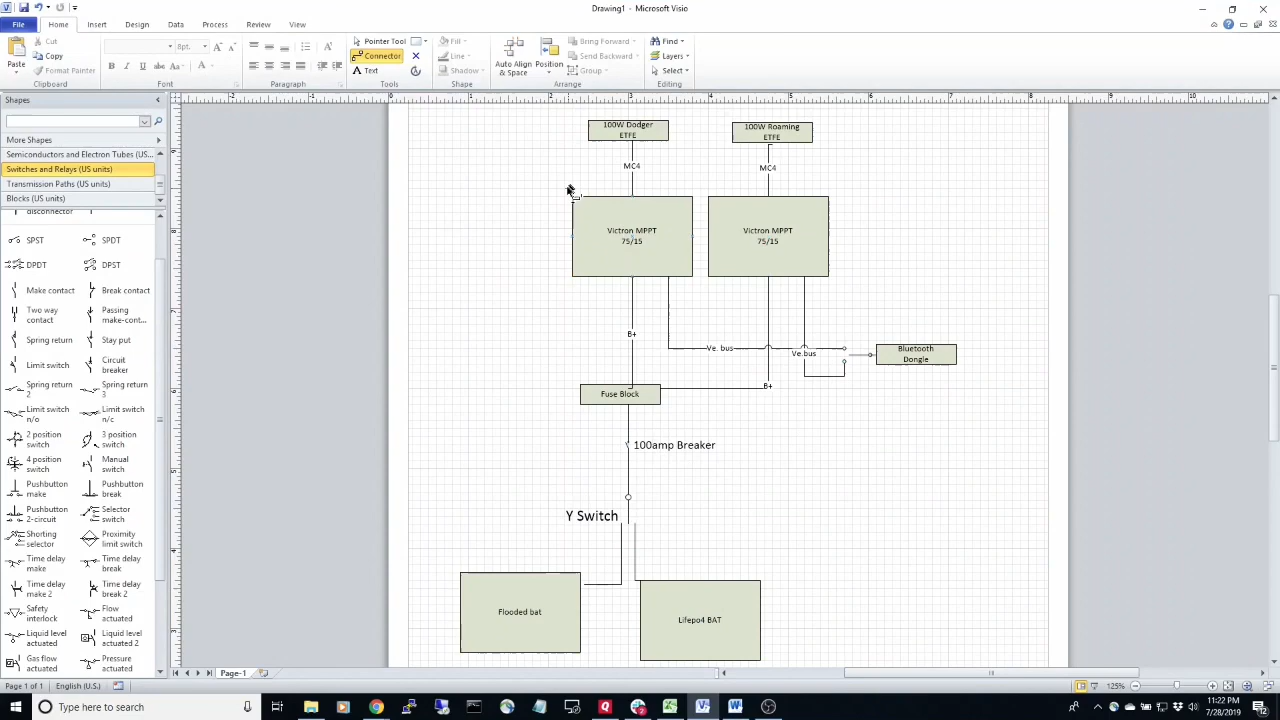 Drawing1 - Microsoft Visio
File
Home
Insert
Design
Data
Process
Review
View
Paste
Cut
Copy
Format Painter
Clipboard
8pt.
Font
Paragraph
Pointer Tool
Connector
Text
Tools
Fill
Line
Shadow
Shape
Auto Align
& Space
Position
Bring Forward
Send Backward
Group
Arrange
Find
Layers
Select
Editing
Shapes
More Shapes
Semiconductors and Electron Tubes (US...
Switches and Relays (US units)
Transmission Paths (US units)
Blocks (US units)
disconnector
SPST
SPDT
DPDT
DPST
Make contact
Break contact
Two way
contact
Passing
make-cont...
Spring return
Stay put
Limit switch
Circuit
breaker
Spring return
2
Spring return
3
Limit switch
n/o
Limit switch
n/c
2 position
switch
3 position
switch
4 position
switch
Manual
switch
Pushbutton
make
Pushbutton
break
Pushbutton
2-circuit
Selector
switch
Shorting
selector
Proximity
limit switch
Time delay
make
Time delay
break
Time delay
make 2
Time delay
break 2
Safety
interlock
Flow
actuated
Liquid level
actuated
Liquid level
actuated 2
Gas flow
actuated
Pressure
actuated
100W Dodger
ETFE
100W Roaming
ETFE
MC4
MC4
Victron MPPT
75/15
Victron MPPT
75/15
B+
Ve. bus
Ve.bus
Bluetooth
Dongle
B+
Fuse Block
100amp Breaker
Y Switch
Flooded bat
Lifepo4 BAT
Page-1
Page 1 of 1
English (U.S.)
125%
Type here to search
11:22 PM
7/28/2019